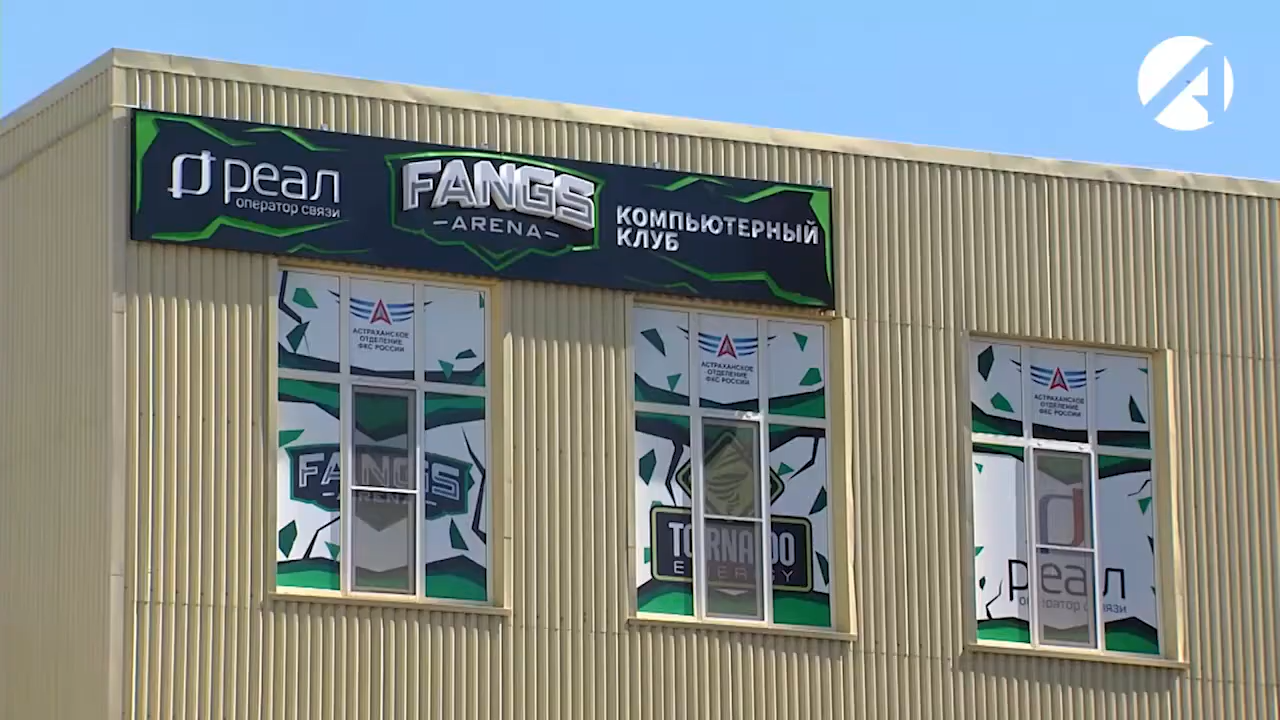 реал
оператор связи
FANGS
ARENA
КОМПЬЮТЕРНЫЙ
КЛУБ
АСТРАХАНСКОЕ
ОТДЕЛЕНИЕ
ФКС РОССИИ
FANGS
ARENA
АСТРАХАНСКОЕ
ОТДЕЛЕНИЕ
ФКС РОССИИ
TORNADO
ENERGY
АСТРАХАНСКОЕ
ОТДЕЛЕНИЕ
ФКС РОССИИ
реал
оператор связи